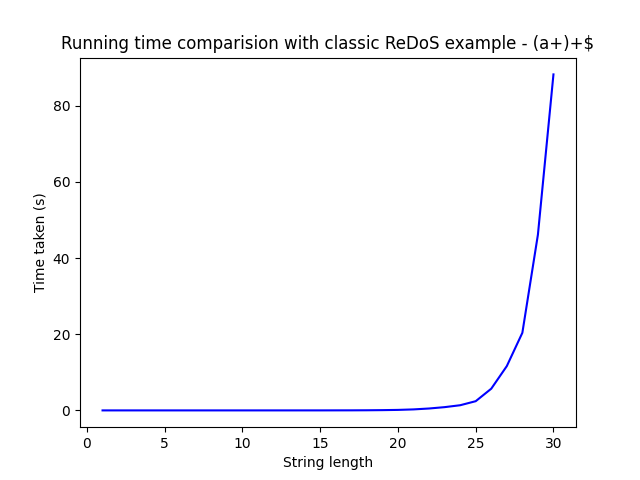 Running time comparision with classic ReDoS example - (a+)+$
80
60
40
20
0
Time taken (s)
0 5 10 15 20 25 30
String length